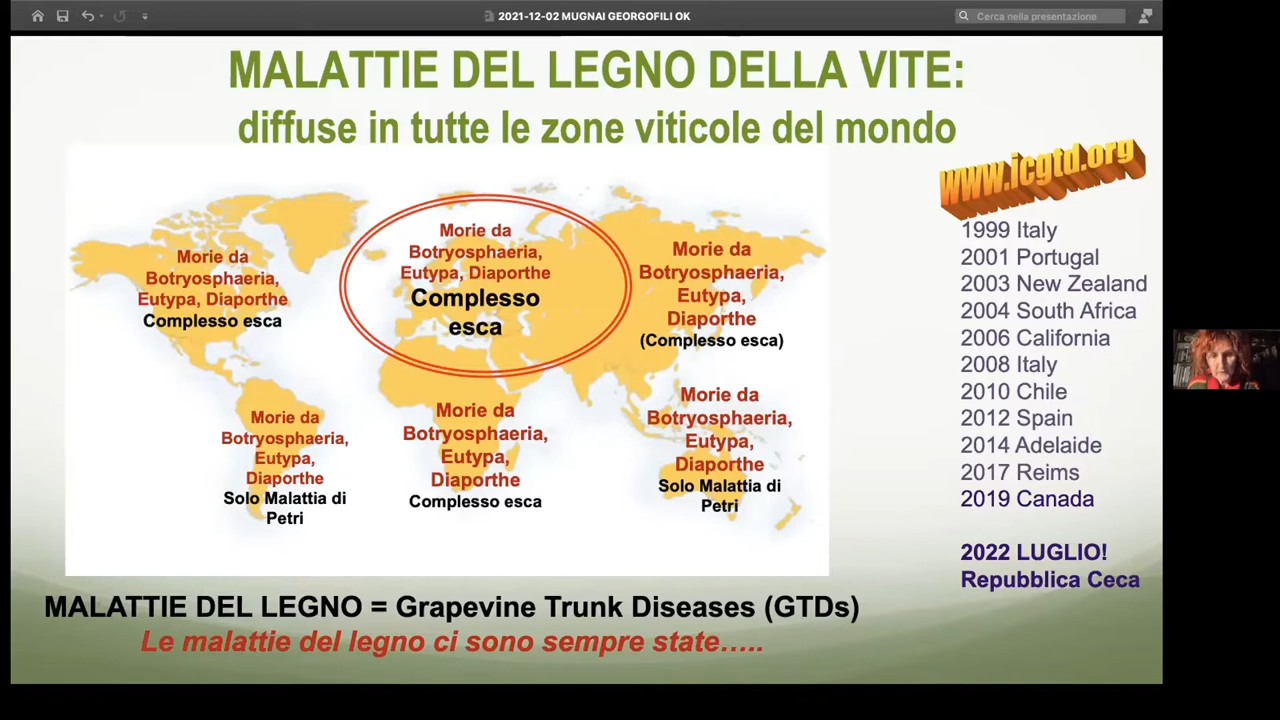 2021-12-02 MUGNAI GEORGOFILI OK
Cerca nella presentazione
MALATTIE DEL LEGNO DELLA VITE:
diffuse in tutte le zone viticole del mondo
www.icgtd.org
Morie da
Botryosphaeria,
Eutypa, Diaporthe
Complesso esca
Morie da
Botryosphaeria,
Eutypa, Diaporthe
Complesso
esca
Morie da
Botryosphaeria,
Eutypa,
Diaporthe
(Complesso esca)
Morie da
Botryosphaeria,
Eutypa,
Diaporthe
Solo Malattia di
Petri
Morie da
Botryosphaeria,
Eutypa,
Diaporthe
Complesso esca
Morie da
Botryosphaeria,
Eutypa,
Diaporthe
Solo Malattia di
Petri
1999 Italy
2001 Portugal
2003 New Zealand
2004 South Africa
2006 California
2008 Italy
2010 Chile
2012 Spain
2014 Adelaide
2017 Reims
2019 Canada
2022 LUGLIO!
Repubblica Ceca
MALATTIE DEL LEGNO = Grapevine Trunk Diseases (GTDs)
Le malattie del legno ci sono sempre state…..